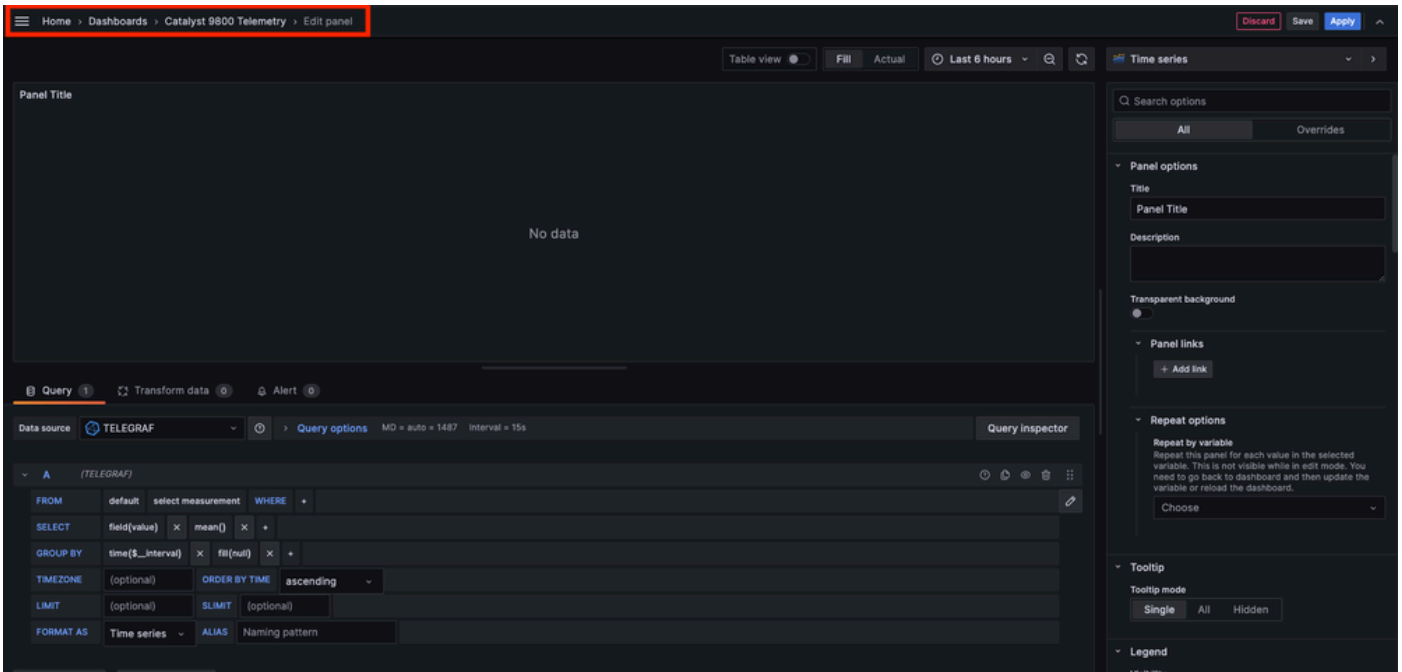 Home › Dashboards › Catalyst 9800 Telemetry › Edit panel
Discard Save Apply
Table view Fill Actual Last 6 hours
Time series
Panel Title
No data
Search options
All Overrides
Panel options
Title
Panel Title
Description
Transparent background
Panel links
+ Add link
Repeat options
Repeat by variable
Repeat this panel for each value in the selected
variable. This is not visible while in edit mode. You
need to go back to dashboard and then update the
variable or reload the dashboard.
Choose
Tooltip
Tooltip mode
Single All Hidden
Legend
Query 1 Transform data 0 Alert 0
Data source TELEGRAF › Query options MD = auto = 1487 Interval = 15s Query inspector
A (TELEGRAF)
FROM default select measurement WHERE +
SELECT field(value) × mean() × +
GROUP BY time($__interval) × fill(null) × +
TIMEZONE (optional) ORDER BY TIME ascending
LIMIT (optional) SLIMIT (optional)
FORMAT AS Time series ALIAS Naming pattern